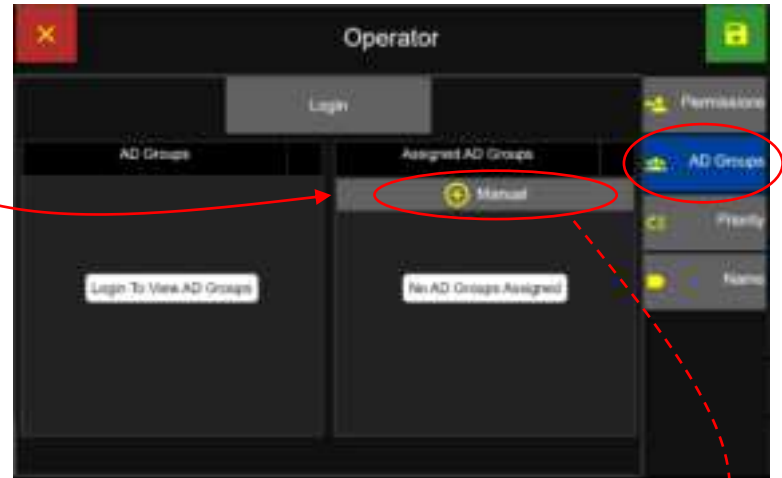 Operator
Login
Permissions
AD Groups
Assigned AD Groups
AD Groups
Manual
Priority
Login To View AD Groups
No AD Groups Assigned
Name